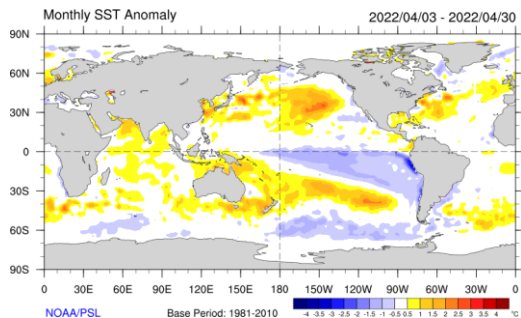 Monthly SST Anomaly 2022/04/03 - 2022/04/30
90N
60N
30N
0
30S
60S
90S
0 30E 60E 90E 120E 150E 180 150W 120W 90W 60W 30W 0
NOAA/PSL Base Period: 1981-2010 -4 -3.5 -3 -2.5 -2 -1.5 -1 -0.5 0.5 1 1.5 2 2.5 3 3.5 4 °C